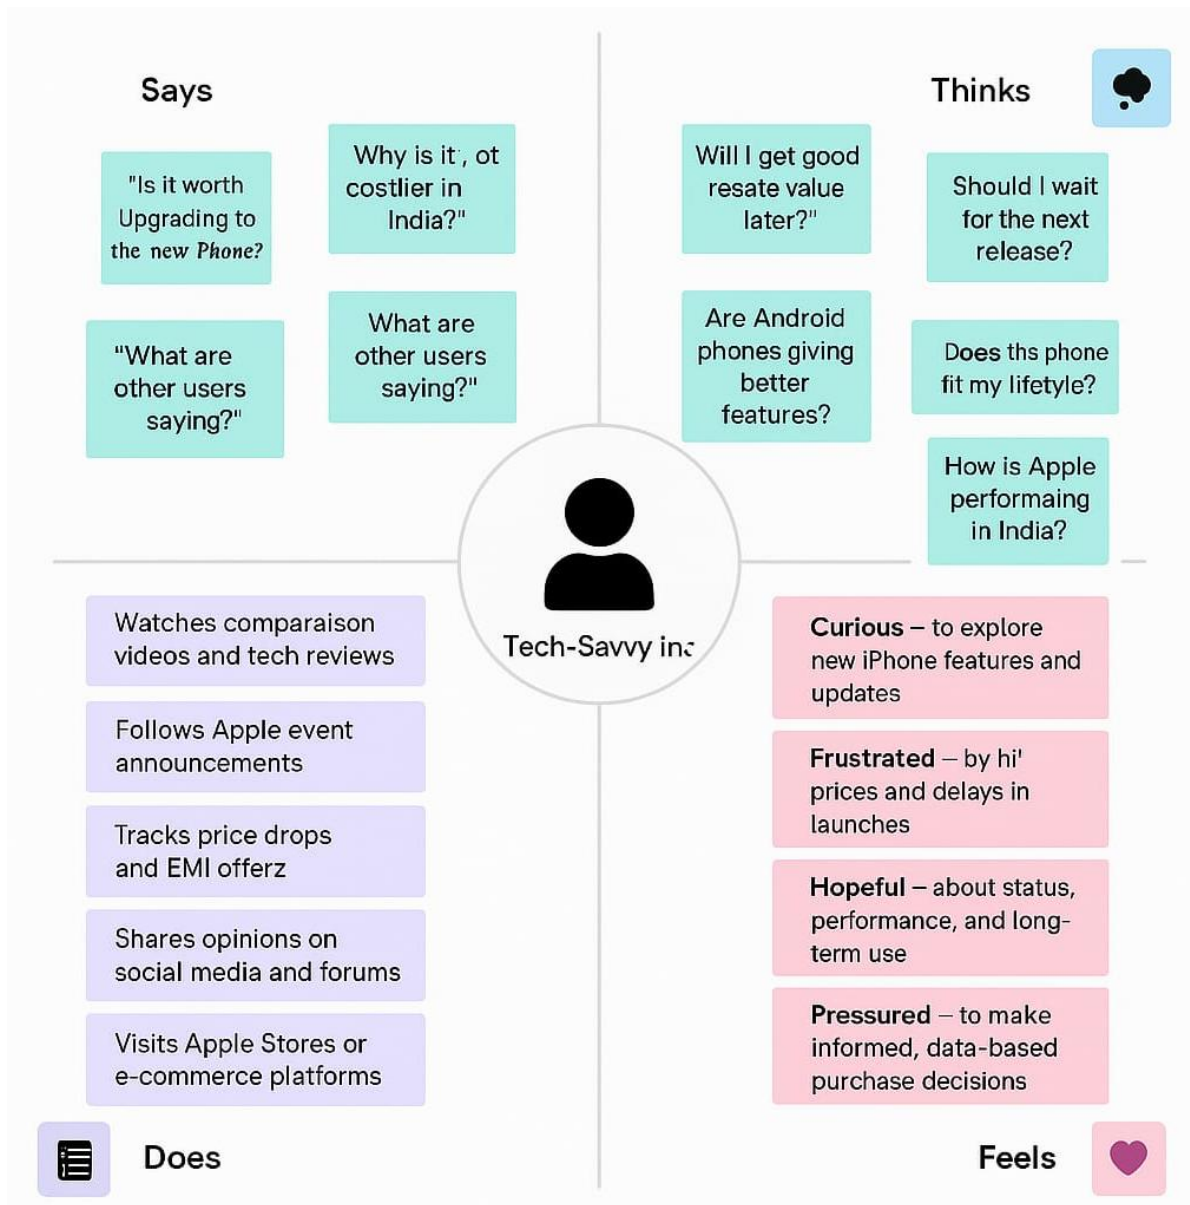 Says
"Is it worth
Upgrading to
the new Phone?
Why is it , ot
costlier in
India?"
"What are
other users
saying?"
What are
other users
saying?"
Thinks
Will I get good
resate value
later?"
Should I wait
for the next
release?
Are Android
phones giving
better
features?
Does ths phone
fit my lifetyle?
How is Apple
performaing
in India?
Tech-Savvy
Watches comparaison
videos and tech reviews
Follows Apple event
announcements
Tracks price drops
and EMI offerz
Shares opinions on
social media and forums
Visits Apple Stores or
e-commerce platforms
Does
Curious – to explore
new iPhone features and
updates
Frustrated – by hi'
prices and delays in
launches
Hopeful – about status,
performance, and long-
term use
Pressured – to make
informed, data-based
purchase decisions
Feels